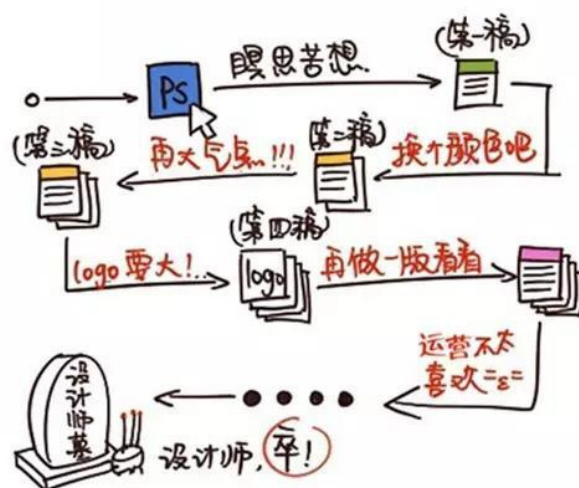 PS
瞑思苦想.
(第一稿)
换个颜色吧
(第二稿)
再大气点!!!
(第三稿)
logo要大!..
(第四稿)
logo
再做一版看看
运营不太
喜欢=ε=
设计师墓
设计师,卒!